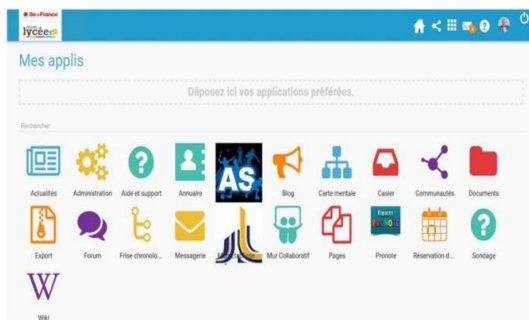 île de France
lycée
Mes applis
Déposez ici vos applications préférées.
Rechercher
Actualités Administration Aide et support Annuaire AS Blog Carte mentale Casier Communautés Documents
Export Forum Frise chronolo... Messagerie Mur Collaboratif Pages Pronote Réservation d... Sondage
W
Wiki